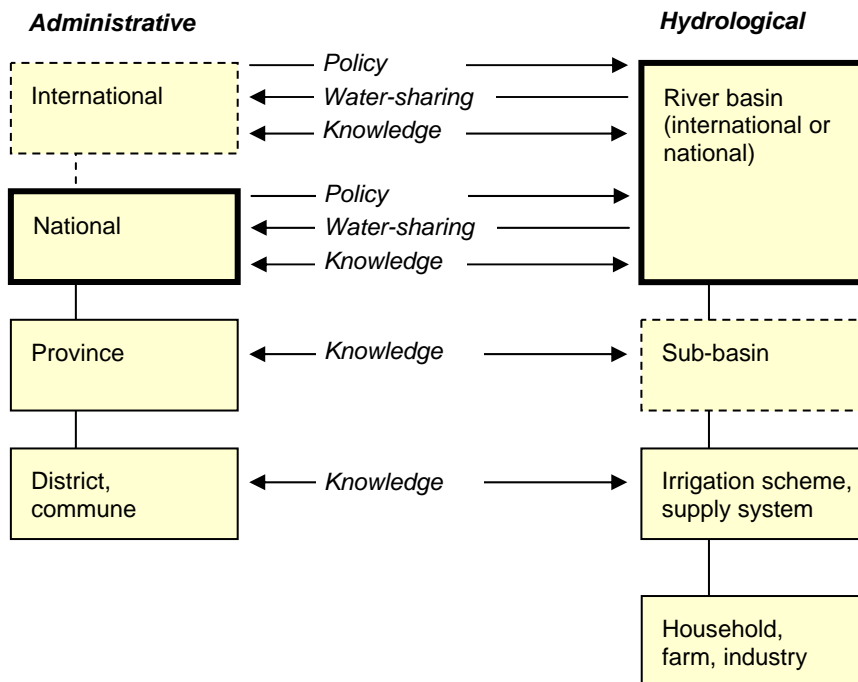 Administrative
Hydrological
International
Policy
Water-sharing
Knowledge
River basin
(international or
national)
National
Policy
Water-sharing
Knowledge
Province
Knowledge
Sub-basin
District,
commune
Knowledge
Irrigation scheme,
supply system
Household,
farm, industry